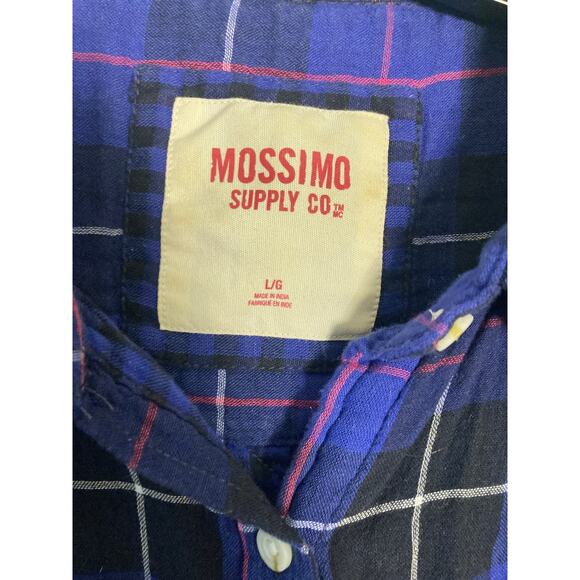 MOSSIMO
SUPPLY CO TM MC
L/G
MADE IN INDIA
FABRIQUÉ EN INDE